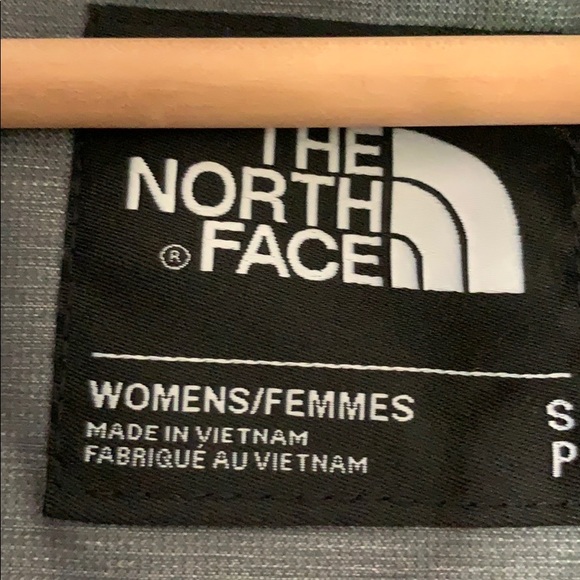 THE
NORTH
® FACE
WOMENS/FEMMES S
MADE IN VIETNAM P
FABRIQUÉ AU VIETNAM